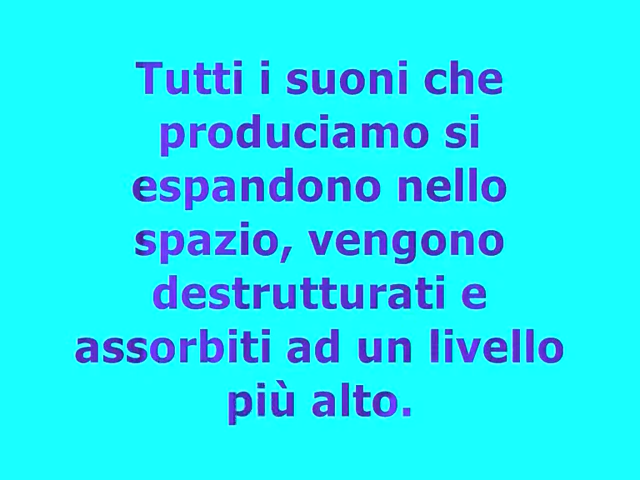 Tutti i suoni che
produciamo si
espandono nello
spazio, vengono
destrutturati e
assorbiti ad un livello
più alto.